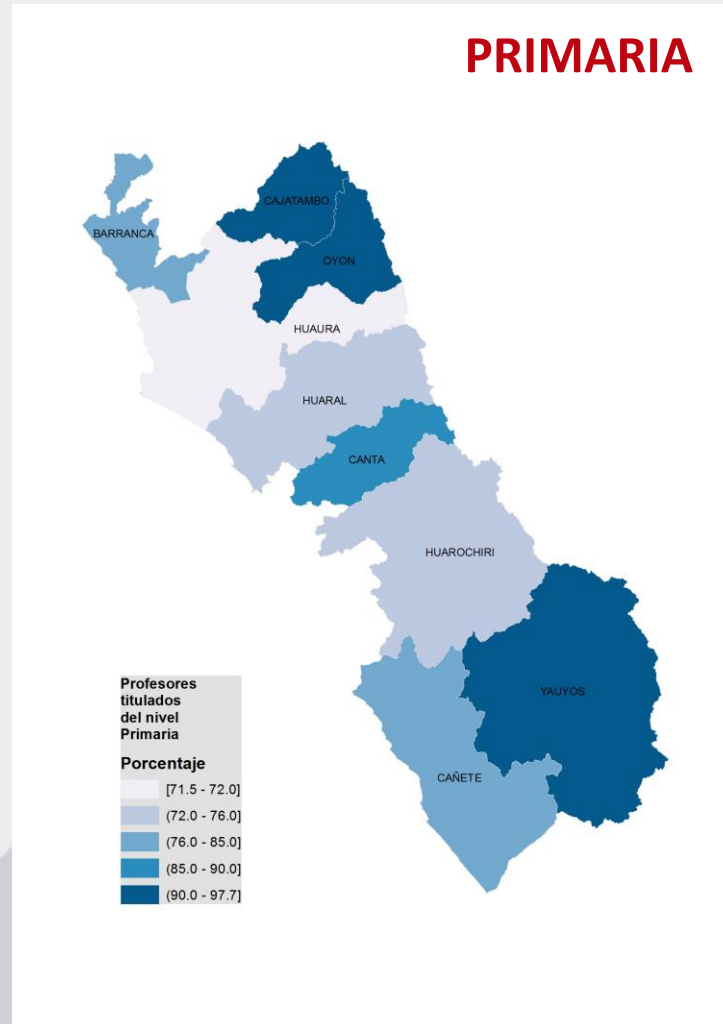 PRIMARIA
CAJATAMBO
BARRANCA
OYON
HUAURA
HUARAL
CANTA
HUAROCHIRI
YAUYOS
CAÑETE
Profesores
titulados
del nivel
Primaria
Porcentaje
[71.5 - 72.0]
(72.0 - 76.0]
(76.0 - 85.0]
(85.0 - 90.0]
(90.0 - 97.7]